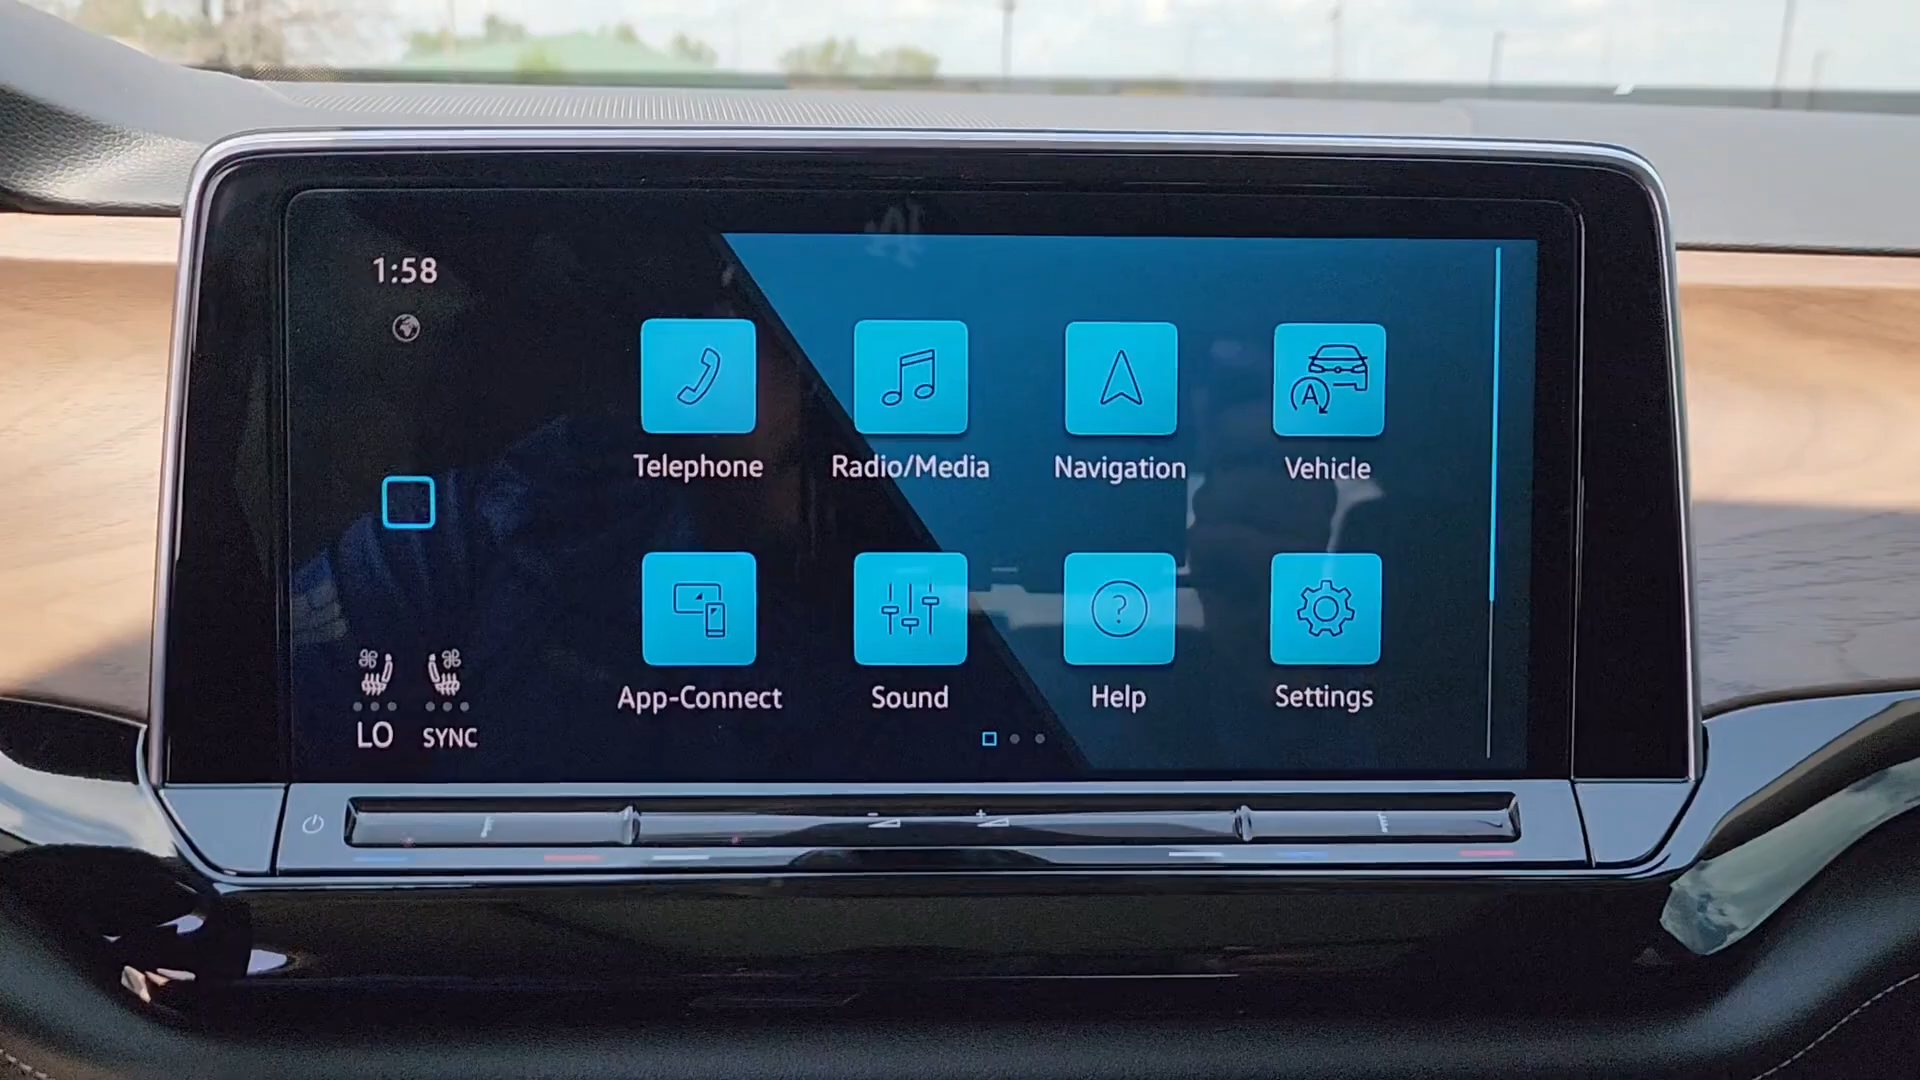 1:58
Telephone
Radio/Media
Navigation
A
Vehicle
?
App-Connect
Sound
Help
Settings
LO
SYNC
- +